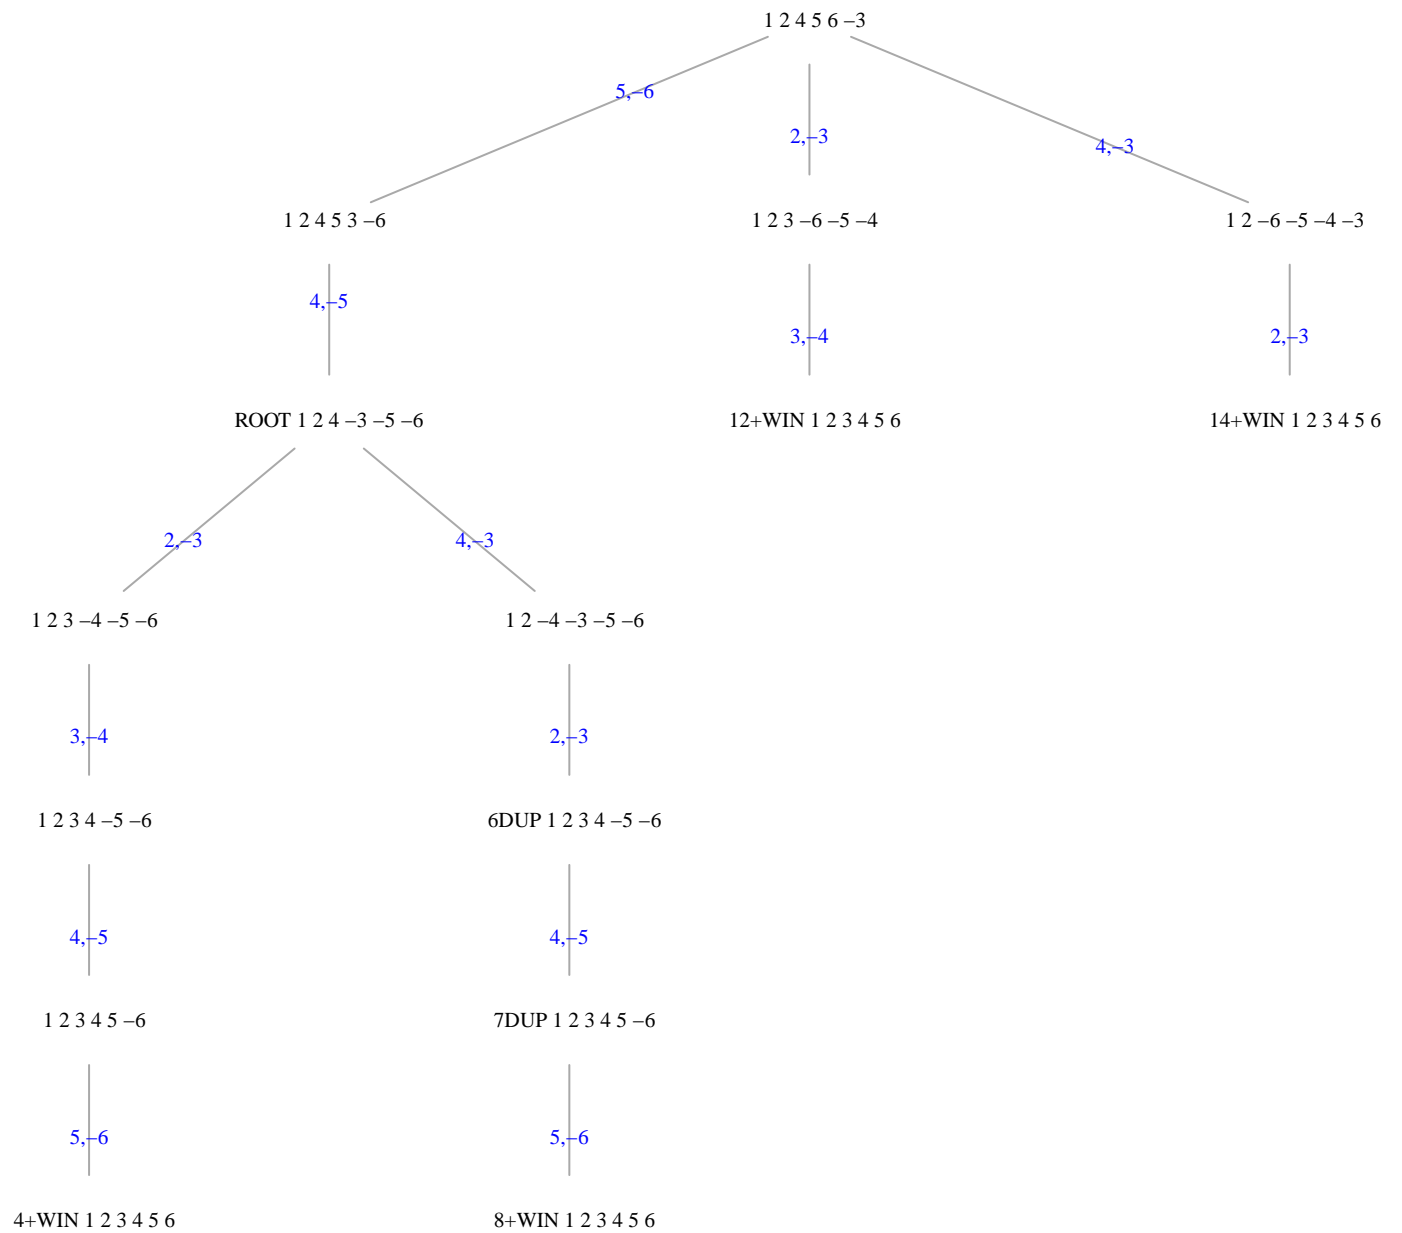 1 2 4 5 6 –3
5,–6
2,–3
4,–3
1 2 4 5 3 –6
1 2 3 –6 –5 –4
1 2 –6 –5 –4 –3
4,–5
3,–4
2,–3
ROOT 1 2 4 –3 –5 –6
12+WIN 1 2 3 4 5 6
14+WIN 1 2 3 4 5 6
2,–3
4,–3
1 2 3 –4 –5 –6
1 2 –4 –3 –5 –6
3,–4
2,–3
1 2 3 4 –5 –6
6DUP 1 2 3 4 –5 –6
4,–5
4,–5
1 2 3 4 5 –6
7DUP 1 2 3 4 5 –6
5,–6
5,–6
4+WIN 1 2 3 4 5 6
8+WIN 1 2 3 4 5 6